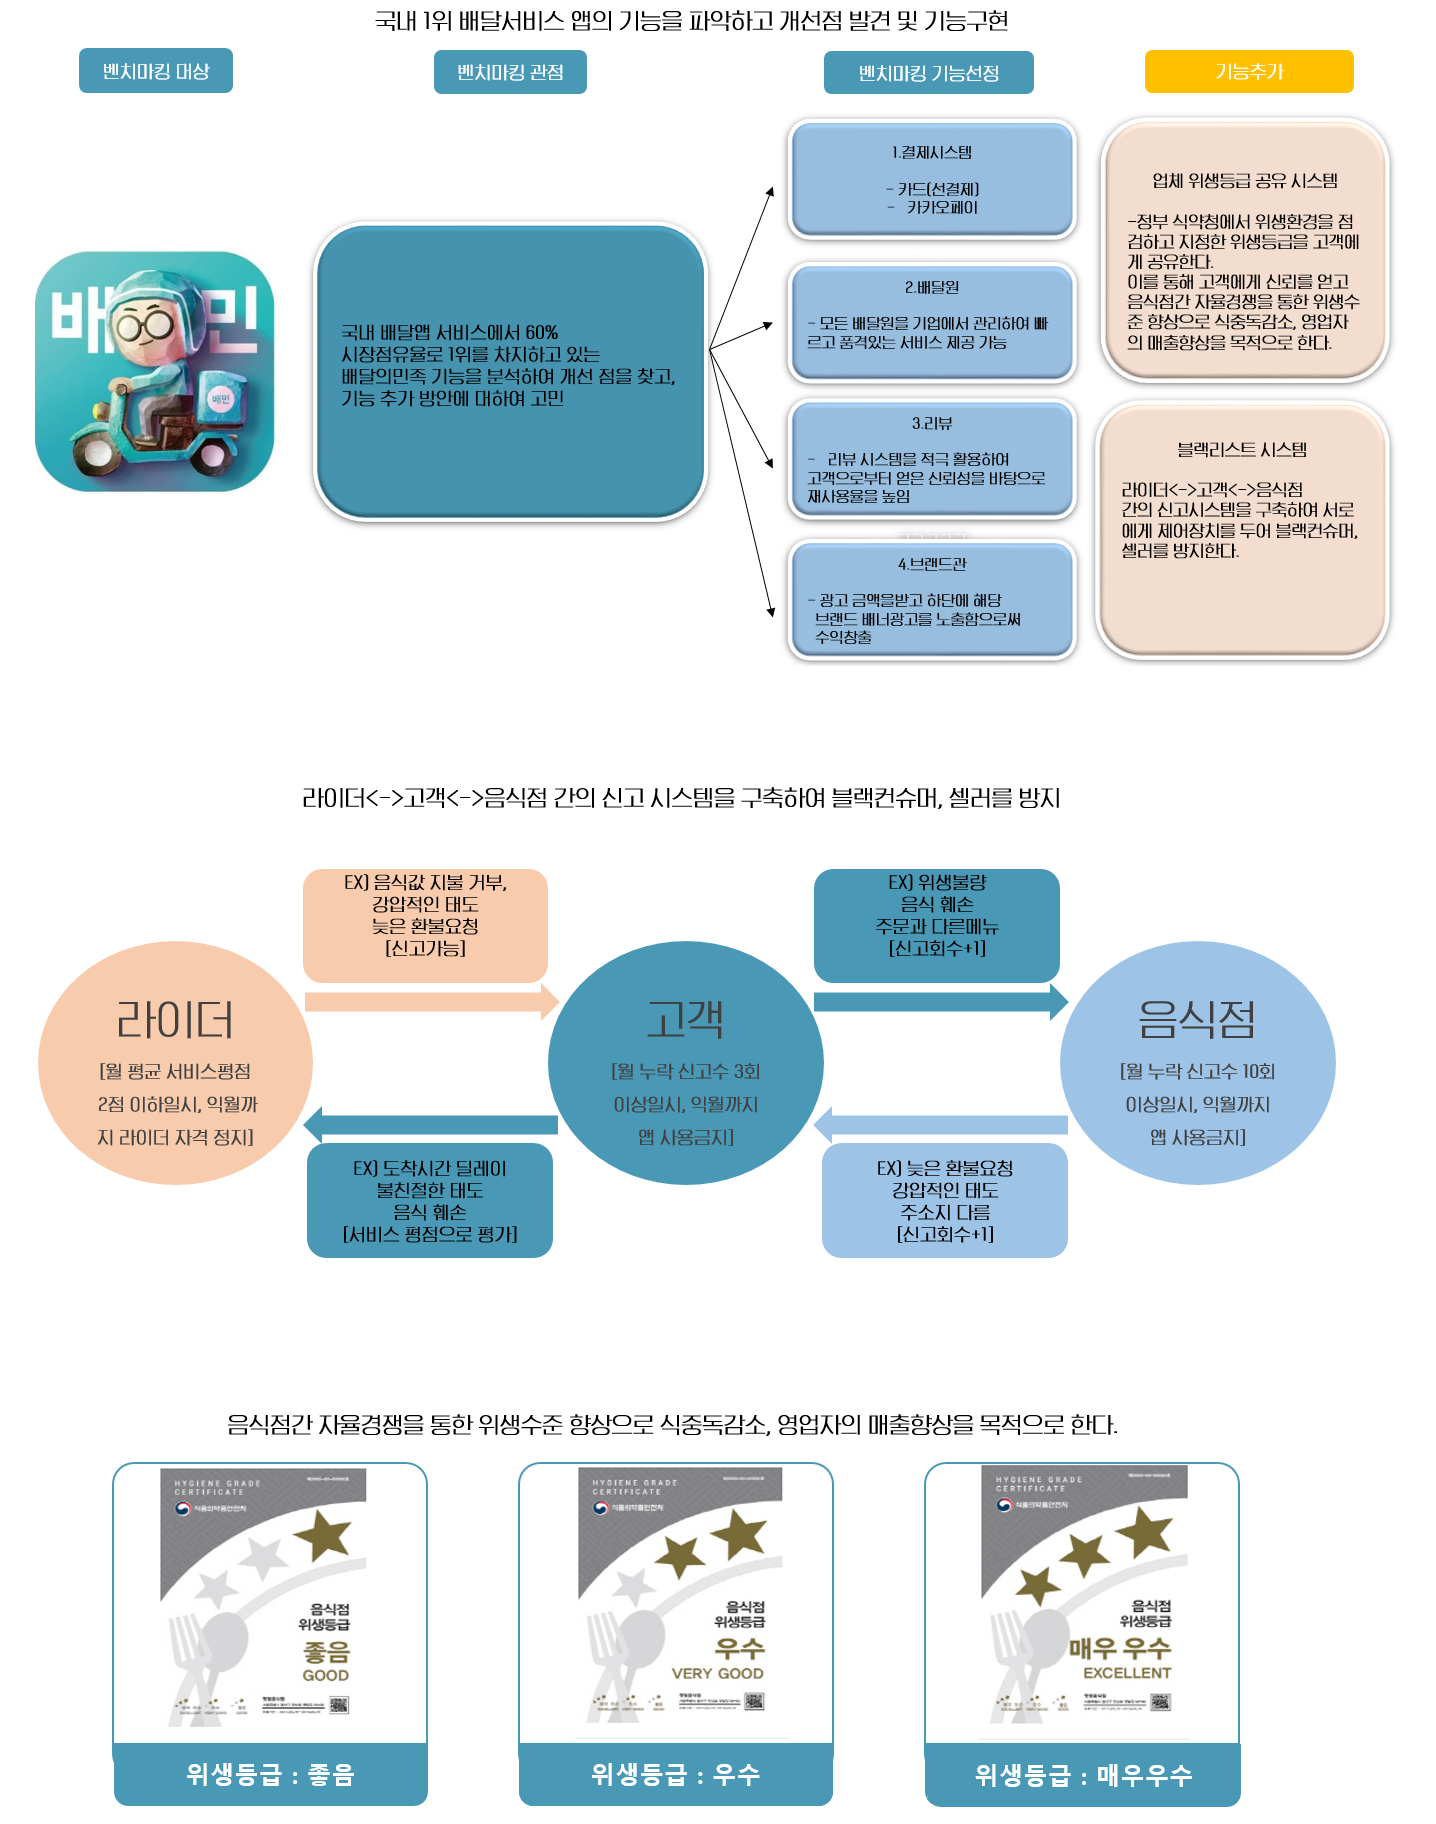 국내 1위 배달서비스 앱의 기능을 파악하고 개선점 발견 및 기능구현
벤치마킹 대상
벤치마킹 관점
벤치마킹 기능선정
기능추가
배민
배민
국내 배달앱 서비스에서 60%
시장점유율로 1위를 차지하고 있는
배달의민족 기능을 분석하여 개선 점을 찾고,
기능 추가 방안에 대하여 고민
1.결제시스템
- 카드(선결제)
- 카카오페이
2.배달원
- 모든 배달원을 기업에서 관리하여 빠
르고 품격있는 서비스 제공 가능
3.리뷰
- 리뷰 시스템을 적극 활용하여
고객으로부터 얻은 신뢰성을 바탕으로
재사용율을 높임
4.브랜드관
- 광고 금액을받고 하단에 해당
브랜드 배너광고를 노출함으로써
수익창출
업체 위생등급 공유 시스템
-정부 식약청에서 위생환경을 점
검하고 지정한 위생등급을 고객에
게 공유한다.
이를 통해 고객에게 신뢰를 얻고
음식점간 자율경쟁을 통한 위생수
준 향상으로 식중독감소, 영업자
의 매출향상을 목적으로 한다.
블랙리스트 시스템
라이더<->고객<->음식점
간의 신고시스템을 구축하여 서로
에게 제어장치를 두어 블랙컨슈머,
셀러를 방지한다.
라이더<->고객<->음식점 간의 신고 시스템을 구축하여 블랙컨슈머, 셀러를 방지
EX) 음식값 지불 거부,
강압적인 태도
늦은 환불요청
[신고가능]
EX) 위생불량
음식 훼손
주문과 다른메뉴
[신고회수+1]
라이더
[월 평균 서비스평점
2점 이하일시, 익월까
지 라이더 자격 정지]
고객
[월 누락 신고수 3회
이상일시, 익월까지
앱 사용금지]
음식점
[월 누락 신고수 10회
이상일시, 익월까지
앱 사용금지]
EX) 도착시간 딜레이
불친절한 태도
음식 훼손
[서비스 평점으로 평가]
EX) 늦은 환불요청
강압적인 태도
주소지 다름
[신고회수+1]
음식점간 자율경쟁을 통한 위생수준 향상으로 식중독감소, 영업자의 매출향상을 목적으로 한다.
HYGIENE GRADE
CERTIFICATE
식품의약품안전처
음식점
위생등급
좋음
GOOD
위생등급 : 좋음
HYGIENE GRADE
CERTIFICATE
식품의약품안전처
음식점
위생등급
우수
VERY GOOD
위생등급 : 우수
HYGIENE GRADE
CERTIFICATE
식품의약품안전처
음식점
위생등급
매우 우수
EXCELLENT
위생등급 : 매우우수